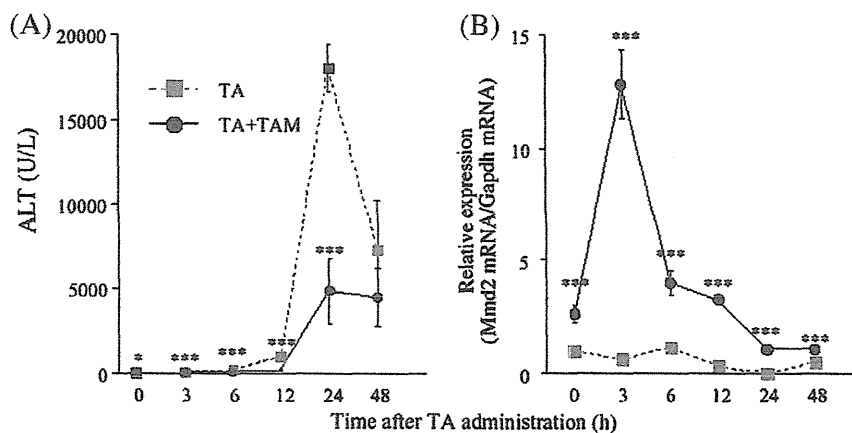 (A)
20000
15000
10000
5000
0
ALT (U/L)
TA
TA+TAM
*
***
***
***
***
0 3 6 12 24 48
(B)
15
10
5
0
Relative expression
(Mmd2 mRNA/Gapdh mRNA)
***
***
***
***
***
***
0 3 6 12 24 48
Time after TA administration (h)